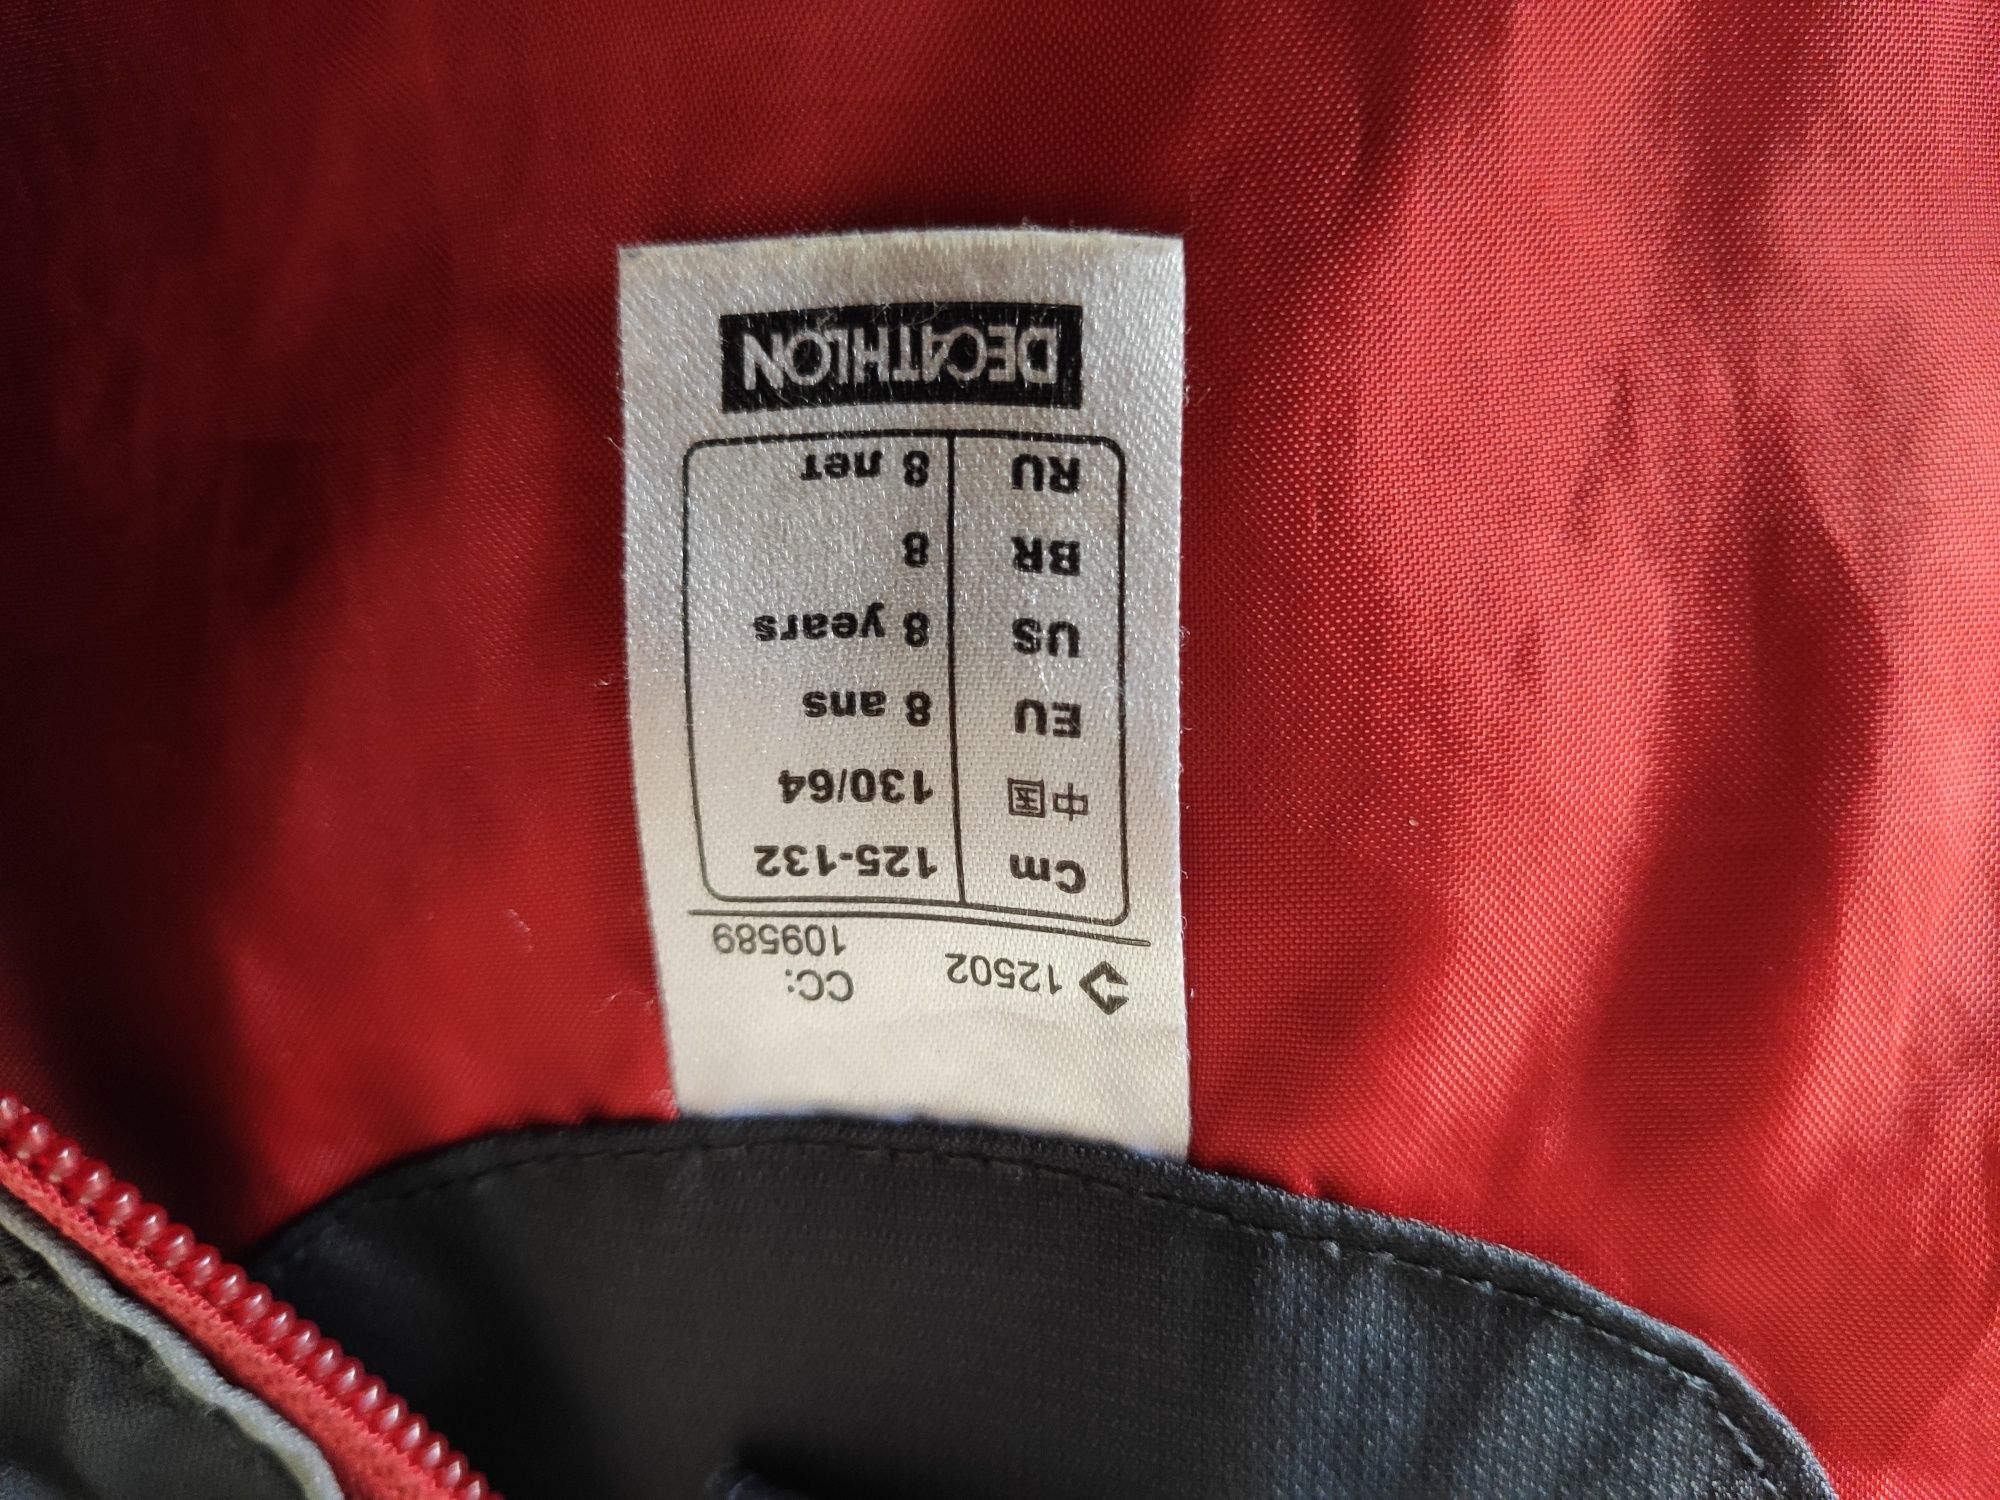 12502 CC:
109589
Cm 125-132
中国 130/64
EU 8 ans
US 8 years
BR 8
RU 8 лет
DECATHLON